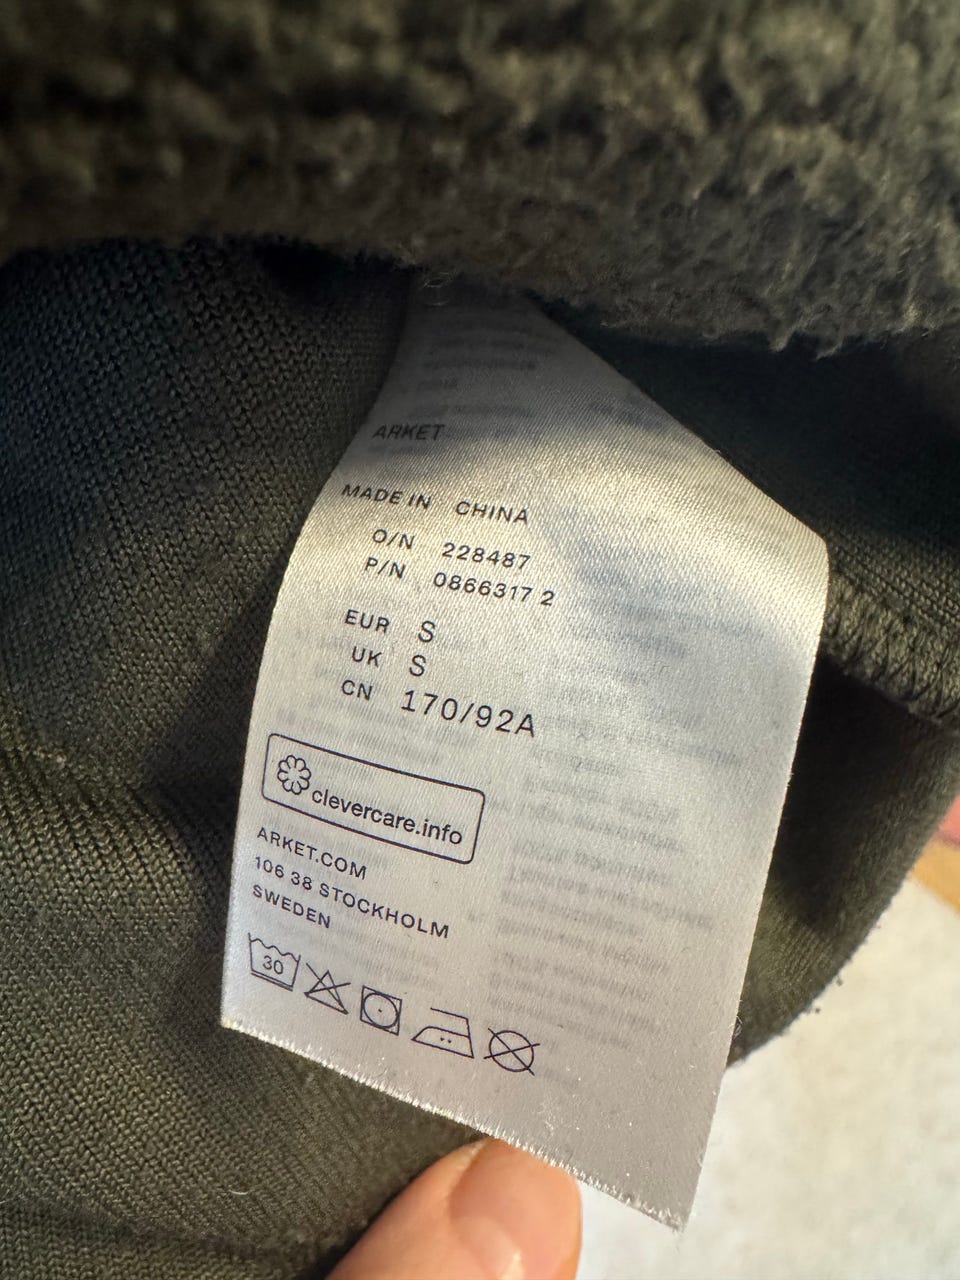 ARKET
MADE IN CHINA
O/N 228487
P/N 0866317 2
EUR S
UK S
CN 170/92A
clevercare.info
ARKET.COM
106 38 STOCKHOLM
SWEDEN
30